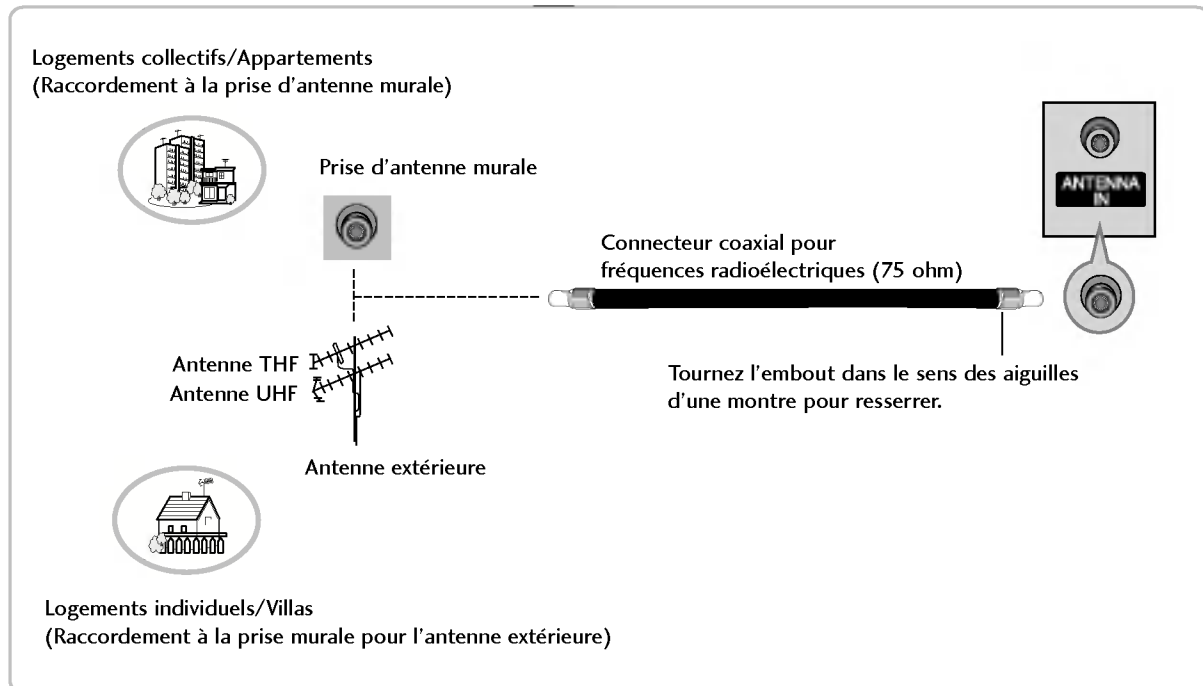 Logements collectifs/Appartements
(Raccordement à la prise d'antenne murale)
Prise d'antenne murale
ANTENNA
IN
Connecteur coaxial pour
fréquences radioélectriques (75 ohm)
Antenne THF
Antenne UHF
Tournez l'embout dans le sens des aiguilles
d'une montre pour resserrer.
Antenne extérieure
Logements individuels/Villas
(Raccordement à la prise murale pour l'antenne extérieure)